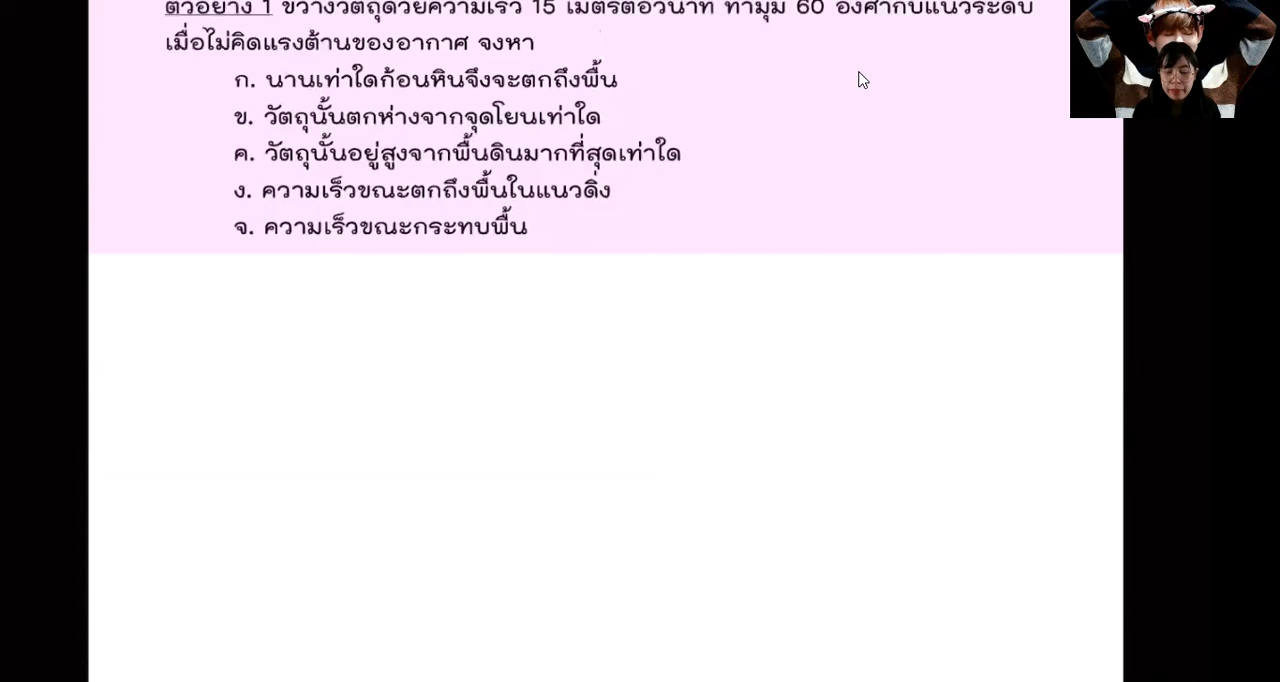 ตัวอย่าง 1 ขว้างวัตถุด้วยความเร็ว 15 เมตรต่อวินาที ทำมุม 60 องศากับแนวระดับ
เมื่อไม่คิดแรงต้านของอากาศ จงหา
ก. นานเท่าใดก้อนหินจึงจะตกถึงพื้น
ข. วัตถุนั้นตกห่างจากจุดโยนเท่าใด
ค. วัตถุนั้นอยู่สูงจากพื้นดินมากที่สุดเท่าใด
ง. ความเร็วขณะตกถึงพื้นในแนวดิ่ง
จ. ความเร็วขณะกระทบพื้น